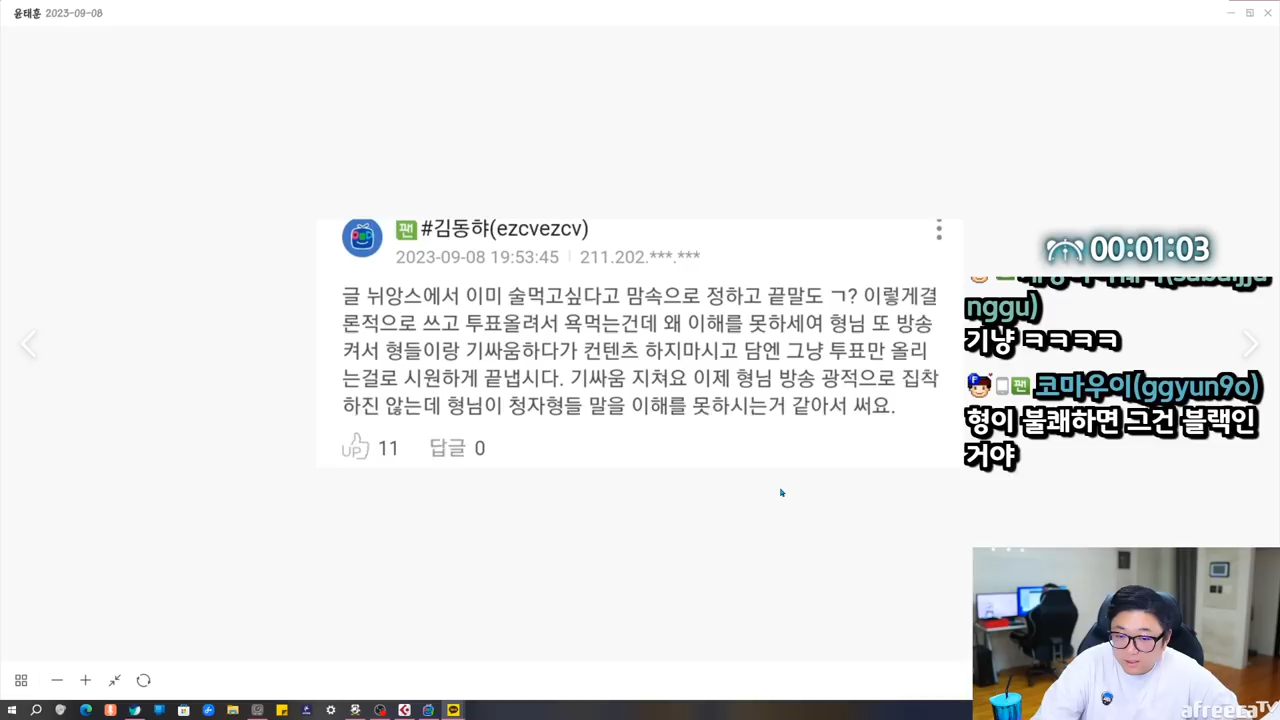 윤태훈 2023-09-08
팬 #김동햐(ezcvezcv)
2023-09-08 19:53:45 211.202.***.***
글 뉘앙스에서 이미 술먹고싶다고 맘속으로 정하고 끝말도 ㄱ? 이렇게결
론적으로 쓰고 투표올려서 욕먹는건데 왜 이해를 못하세여 형님 또 방송
켜서 형들이랑 기싸움하다가 컨텐츠 하지마시고 담엔 그냥 투표만 올리
는걸로 시원하게 끝냅시다. 기싸움 지쳐요 이제 형님 방송 광적으로 집착
하진 않는데 형님이 청자형들 말을 이해를 못하시는거 같아서 써요.
UP 11 답글 0
00:01:03
nggu)
기냥 ㅋㅋㅋㅋ
팬 코마우이(ggyun9o)
형이 불쾌하면 그건 블랙인
거야
afreecaTV